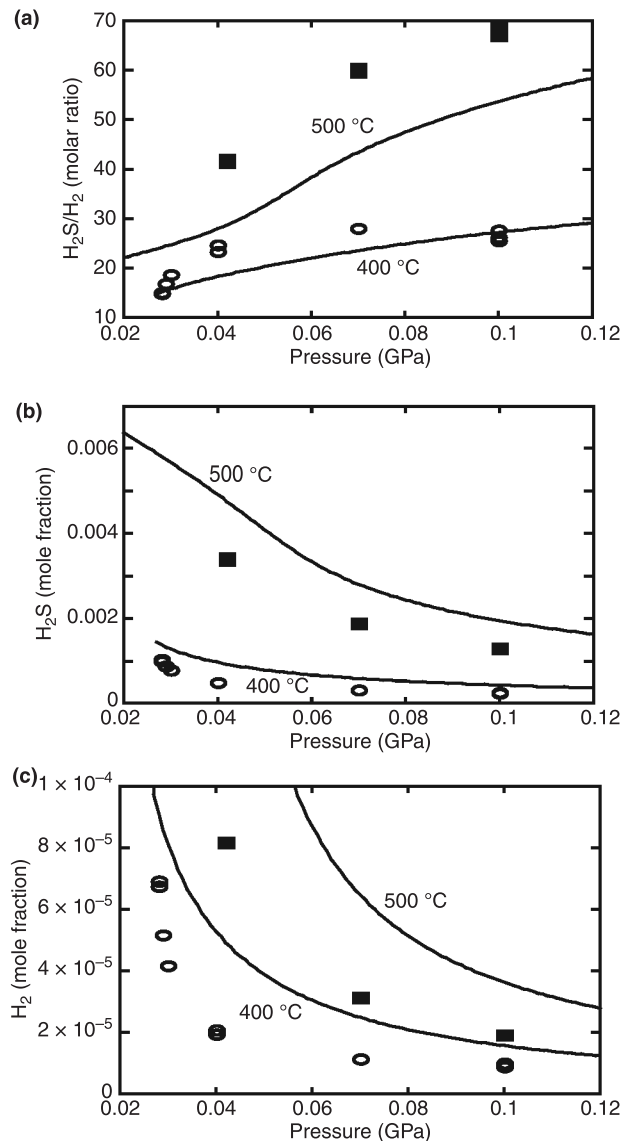 (a)
70
60
50
40
30
20
10
H₂S/H₂ (molar ratio)
500 °C
400 °C
0.02 0.04 0.06 0.08 0.1 0.12
Pressure (GPa)
(b)
0.006
0.004
0.002
0
H₂S (mole fraction)
500 °C
400 °C
0.02 0.04 0.06 0.08 0.1 0.12
Pressure (GPa)
(c)
1 × 10⁻⁴
8 × 10⁻⁵
6 × 10⁻⁵
4 × 10⁻⁵
2 × 10⁻⁵
0
H₂ (mole fraction)
500 °C
400 °C
0.02 0.04 0.06 0.08 0.1 0.12
Pressure (GPa)